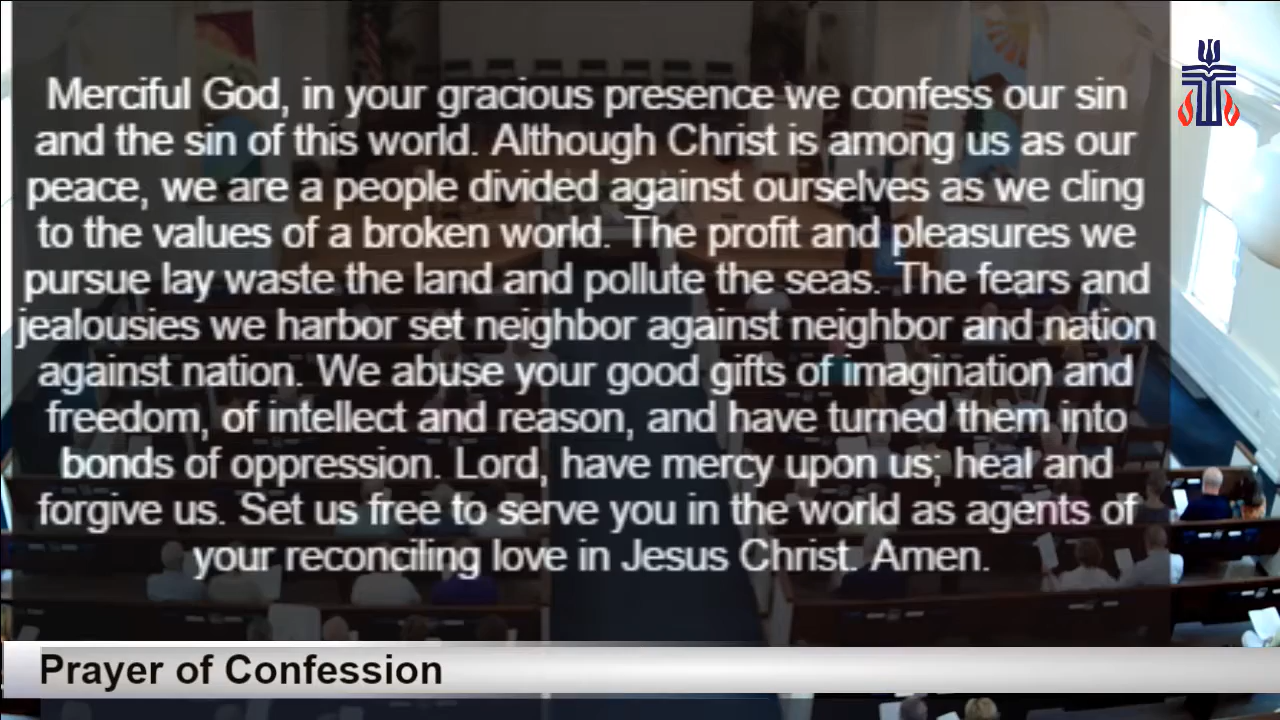 Merciful God, in your gracious presence we confess our sin
and the sin of this world. Although Christ is among us as our
peace, we are a people divided against ourselves as we cling
to the values of a broken world. The profit and pleasures we
pursue lay waste the land and pollute the seas. The fears and
jealousies we harbor set neighbor against neighbor and nation
against nation. We abuse your good gifts of imagination and
freedom, of intellect and reason, and have turned them into
bonds of oppression. Lord, have mercy upon us; heal and
forgive us. Set us free to serve you in the world as agents of
your reconciling love in Jesus Christ. Amen.
Prayer of Confession